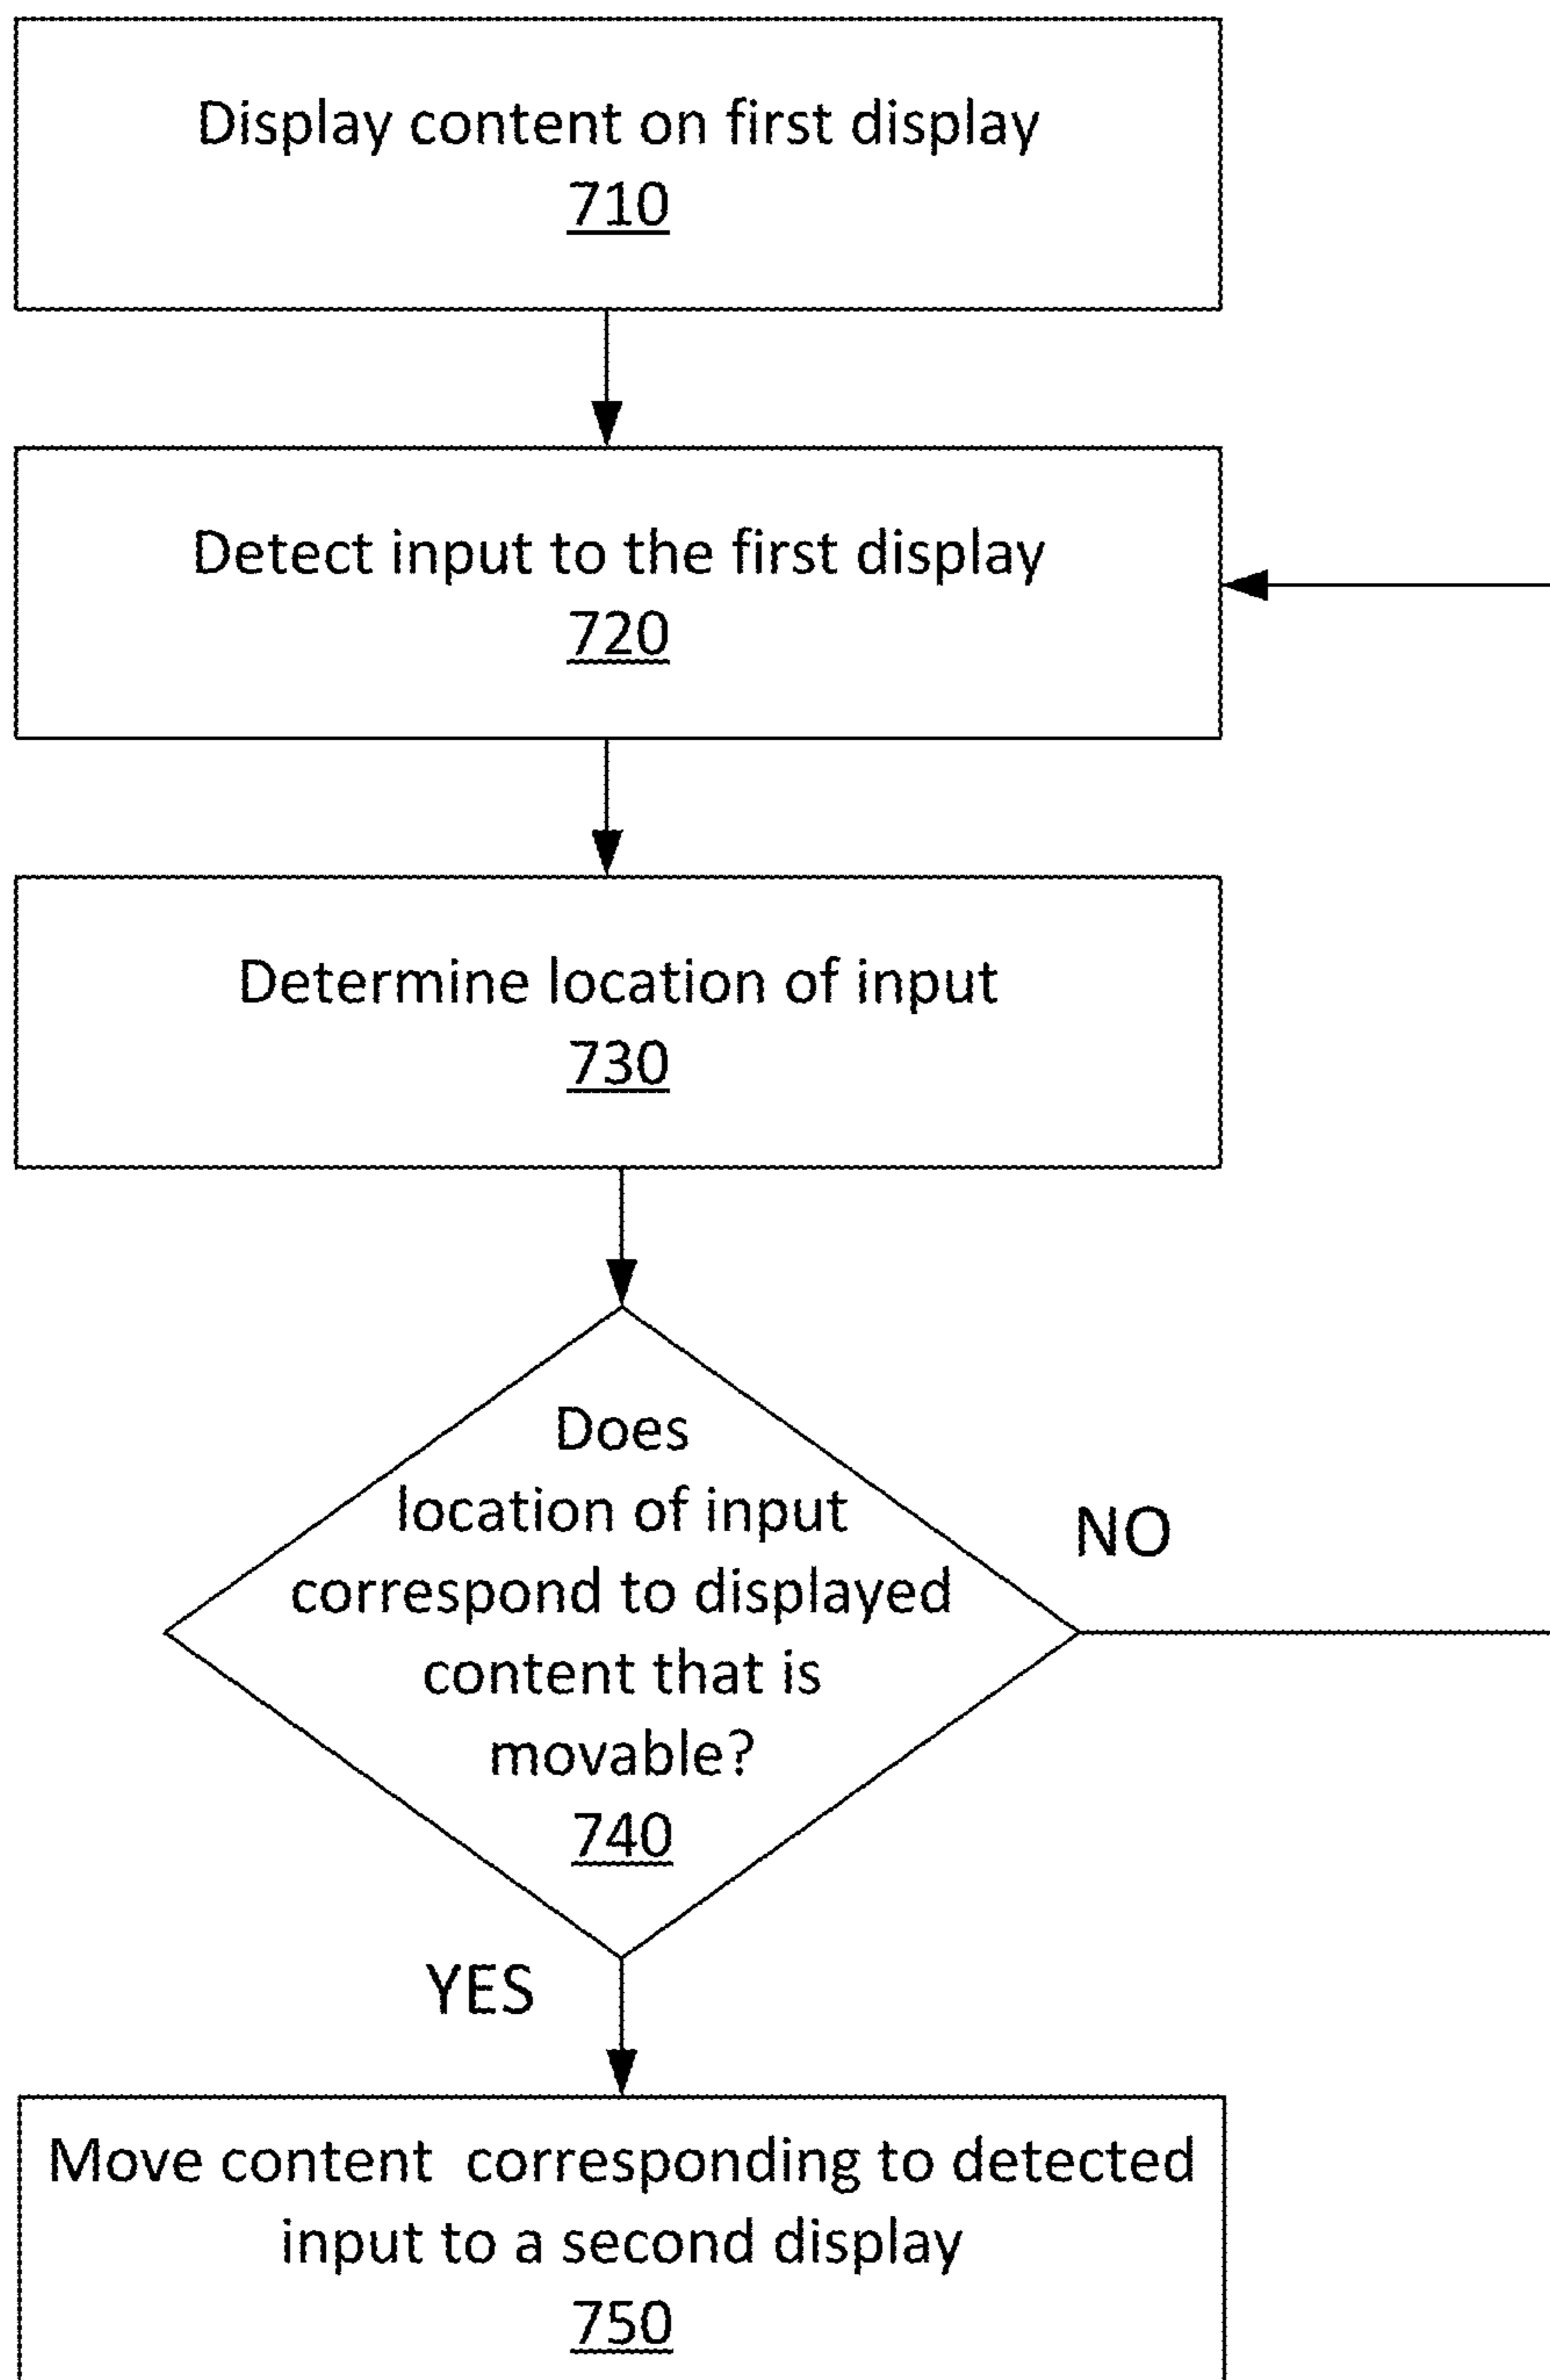 Display content on first display
710
Detect input to the first display
720
Determine location of input
730
Does
location of input
correspond to displayed
content that is
movable?
740
NO
YES
Move content corresponding to detected
input to a second display
750